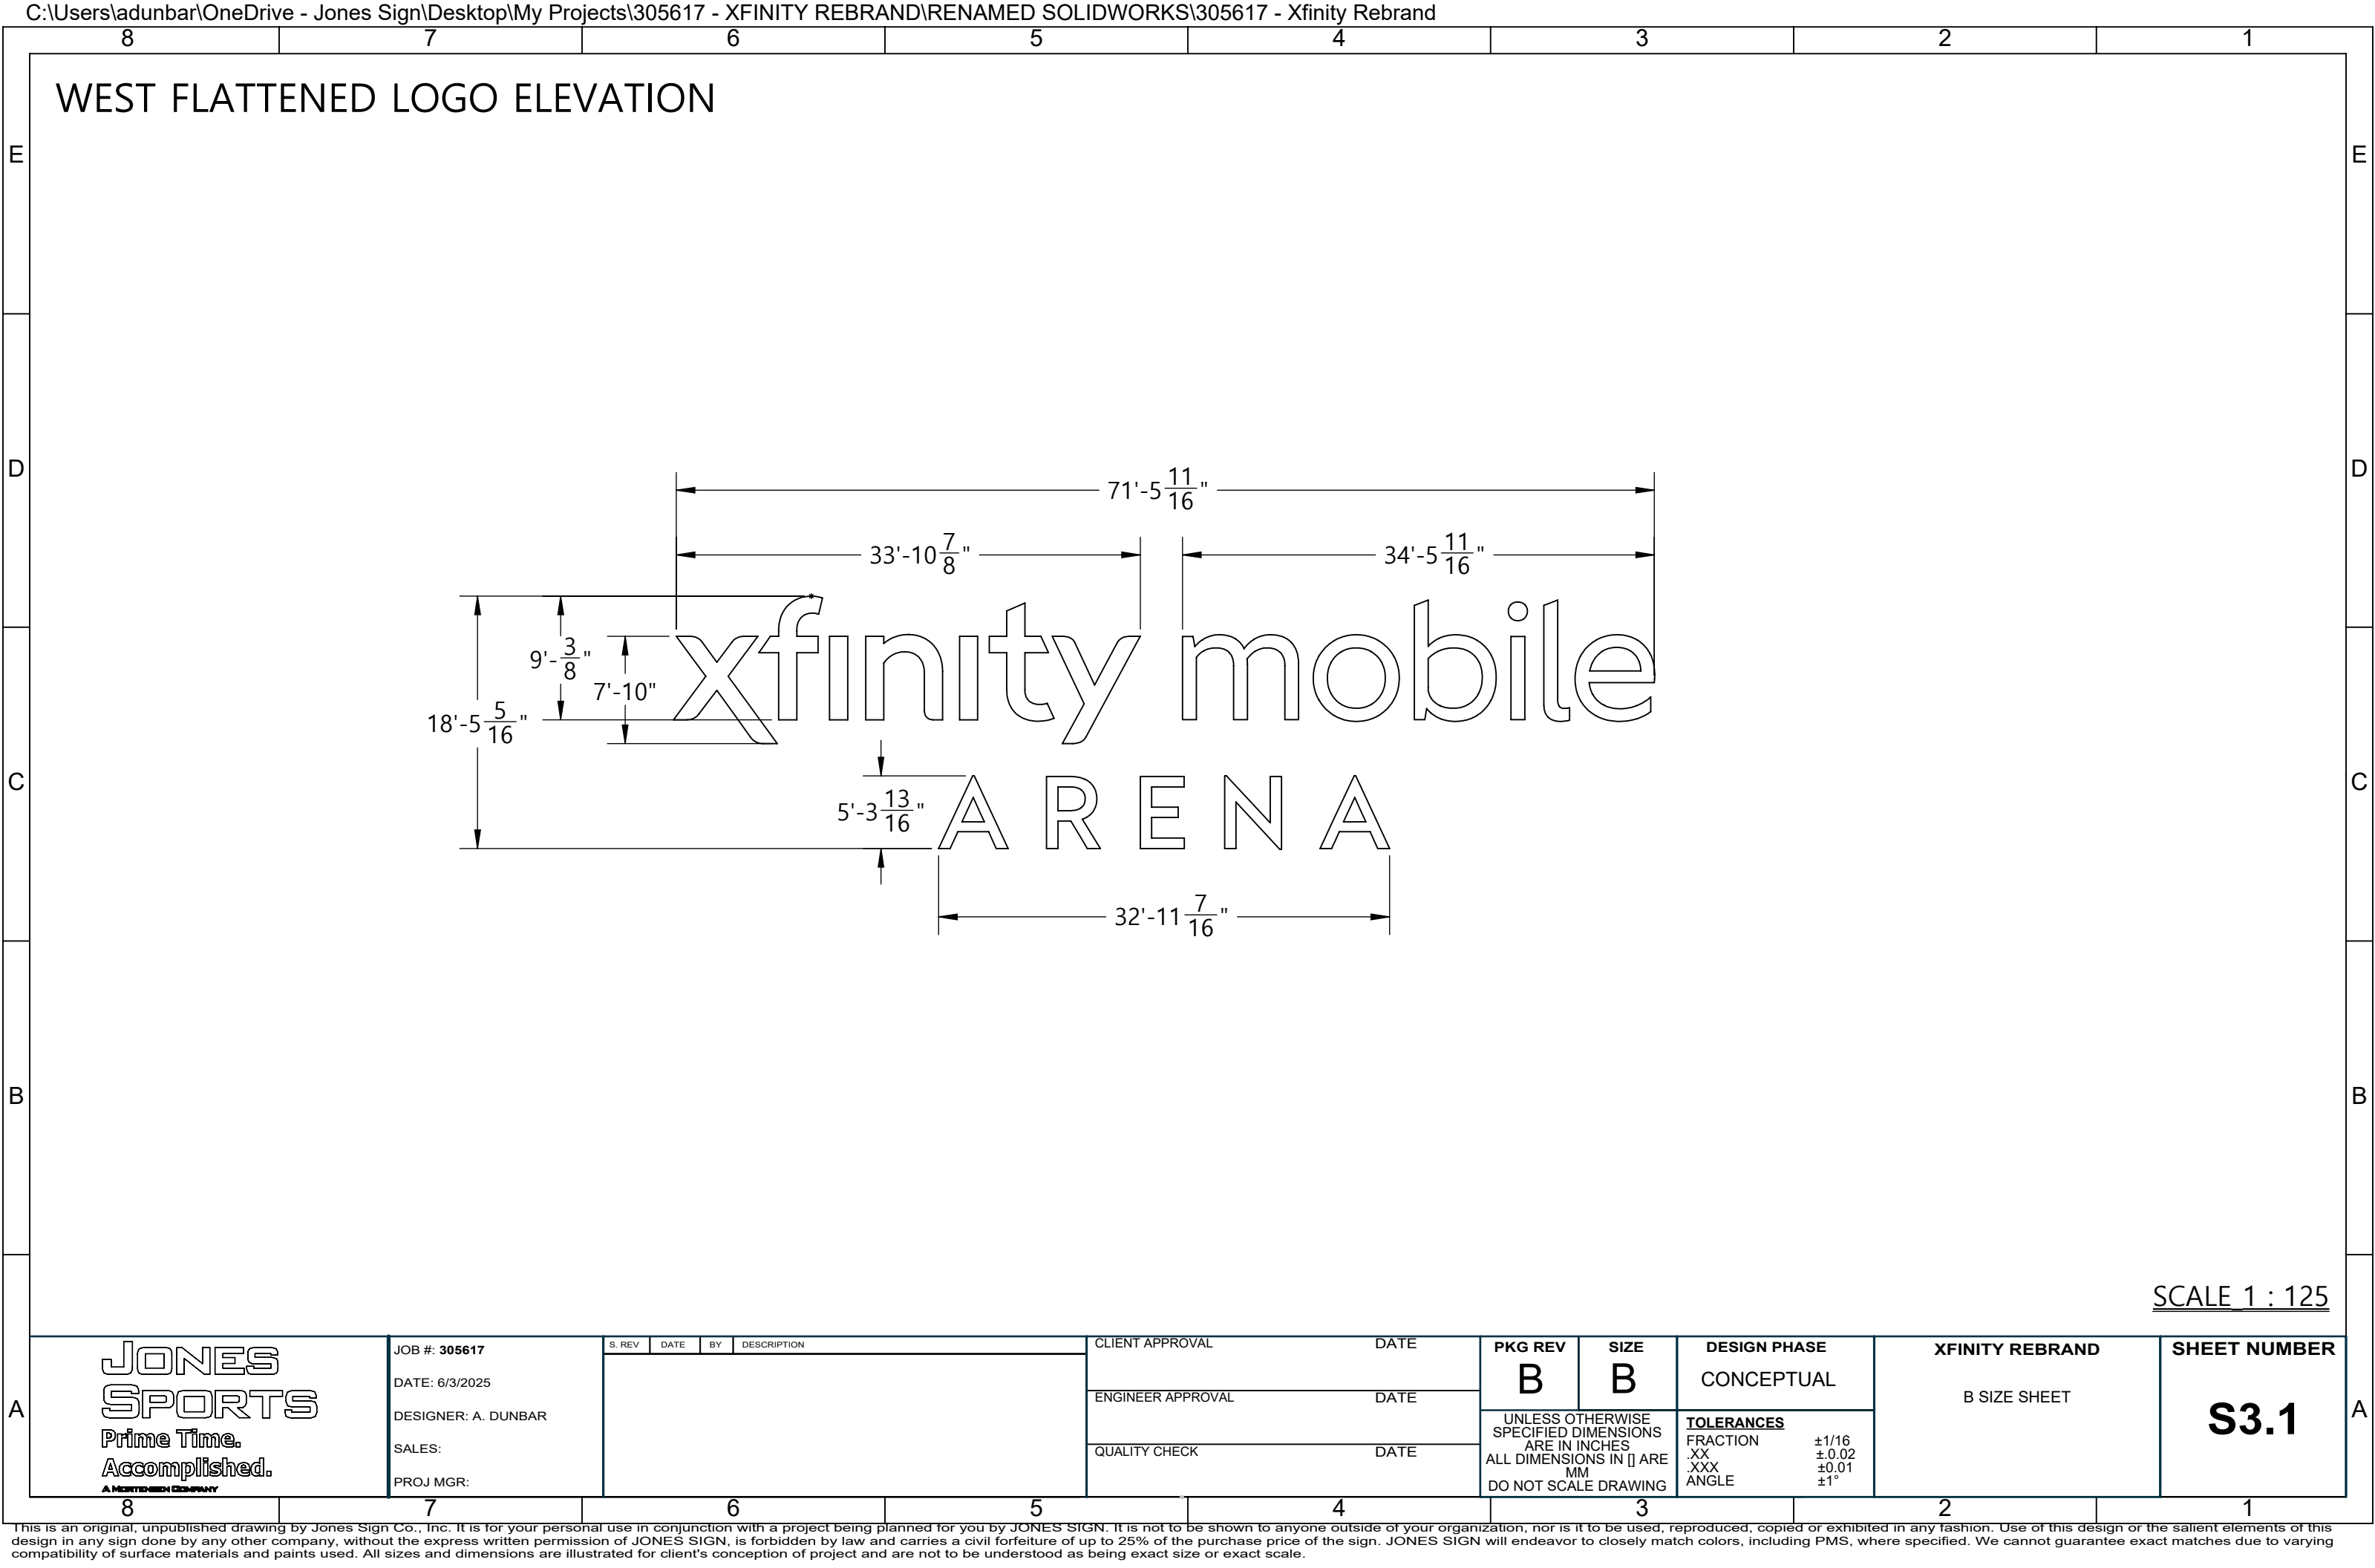 C:\Users\adunbar\OneDrive - Jones Sign\Desktop\My Projects\305617 - XFINITY REBRAND\RENAMED SOLIDWORKS\305617 - Xfinity Rebrand
8 7 6 5 4 3 2 1
WEST FLATTENED LOGO ELEVATION
E E
D D
71'-5 11/16"
33'-10 7/8" 34'-5 11/16"
xfinity mobile
9'-3/8"
7'-10"
18'-5 5/16"
C C
ARENA
5'-3 13/16"
32'-11 7/16"
B B
SCALE 1 : 125
A A
JONES
SPORTS
Prime Time.
Accomplished.
A MORTENSON COMPANY
JOB #: 305617
DATE: 6/3/2025
DESIGNER: A. DUNBAR
SALES:
PROJ MGR:
S. REV DATE BY DESCRIPTION
CLIENT APPROVAL DATE
ENGINEER APPROVAL DATE
QUALITY CHECK DATE
PKG REV
B
SIZE
B
UNLESS OTHERWISE
SPECIFIED DIMENSIONS
ARE IN INCHES
ALL DIMENSIONS IN [] ARE
MM
DO NOT SCALE DRAWING
DESIGN PHASE
CONCEPTUAL
TOLERANCES
FRACTION ±1/16
.XX ±.0.02
.XXX ±0.01
ANGLE ±1°
XFINITY REBRAND
B SIZE SHEET
SHEET NUMBER
S3.1
8 7 6 5 4 3 2 1
This is an original, unpublished drawing by Jones Sign Co., Inc. It is for your personal use in conjunction with a project being planned for you by JONES SIGN. It is not to be shown to anyone outside of your organization, nor is it to be used, reproduced, copied or exhibited in any fashion. Use of this design or the salient elements of this
design in any sign done by any other company, without the express written permission of JONES SIGN, is forbidden by law and carries a civil forfeiture of up to 25% of the purchase price of the sign. JONES SIGN will endeavor to closely match colors, including PMS, where specified. We cannot guarantee exact matches due to varying
compatibility of surface materials and paints used. All sizes and dimensions are illustrated for client's conception of project and are not to be understood as being exact size or exact scale.